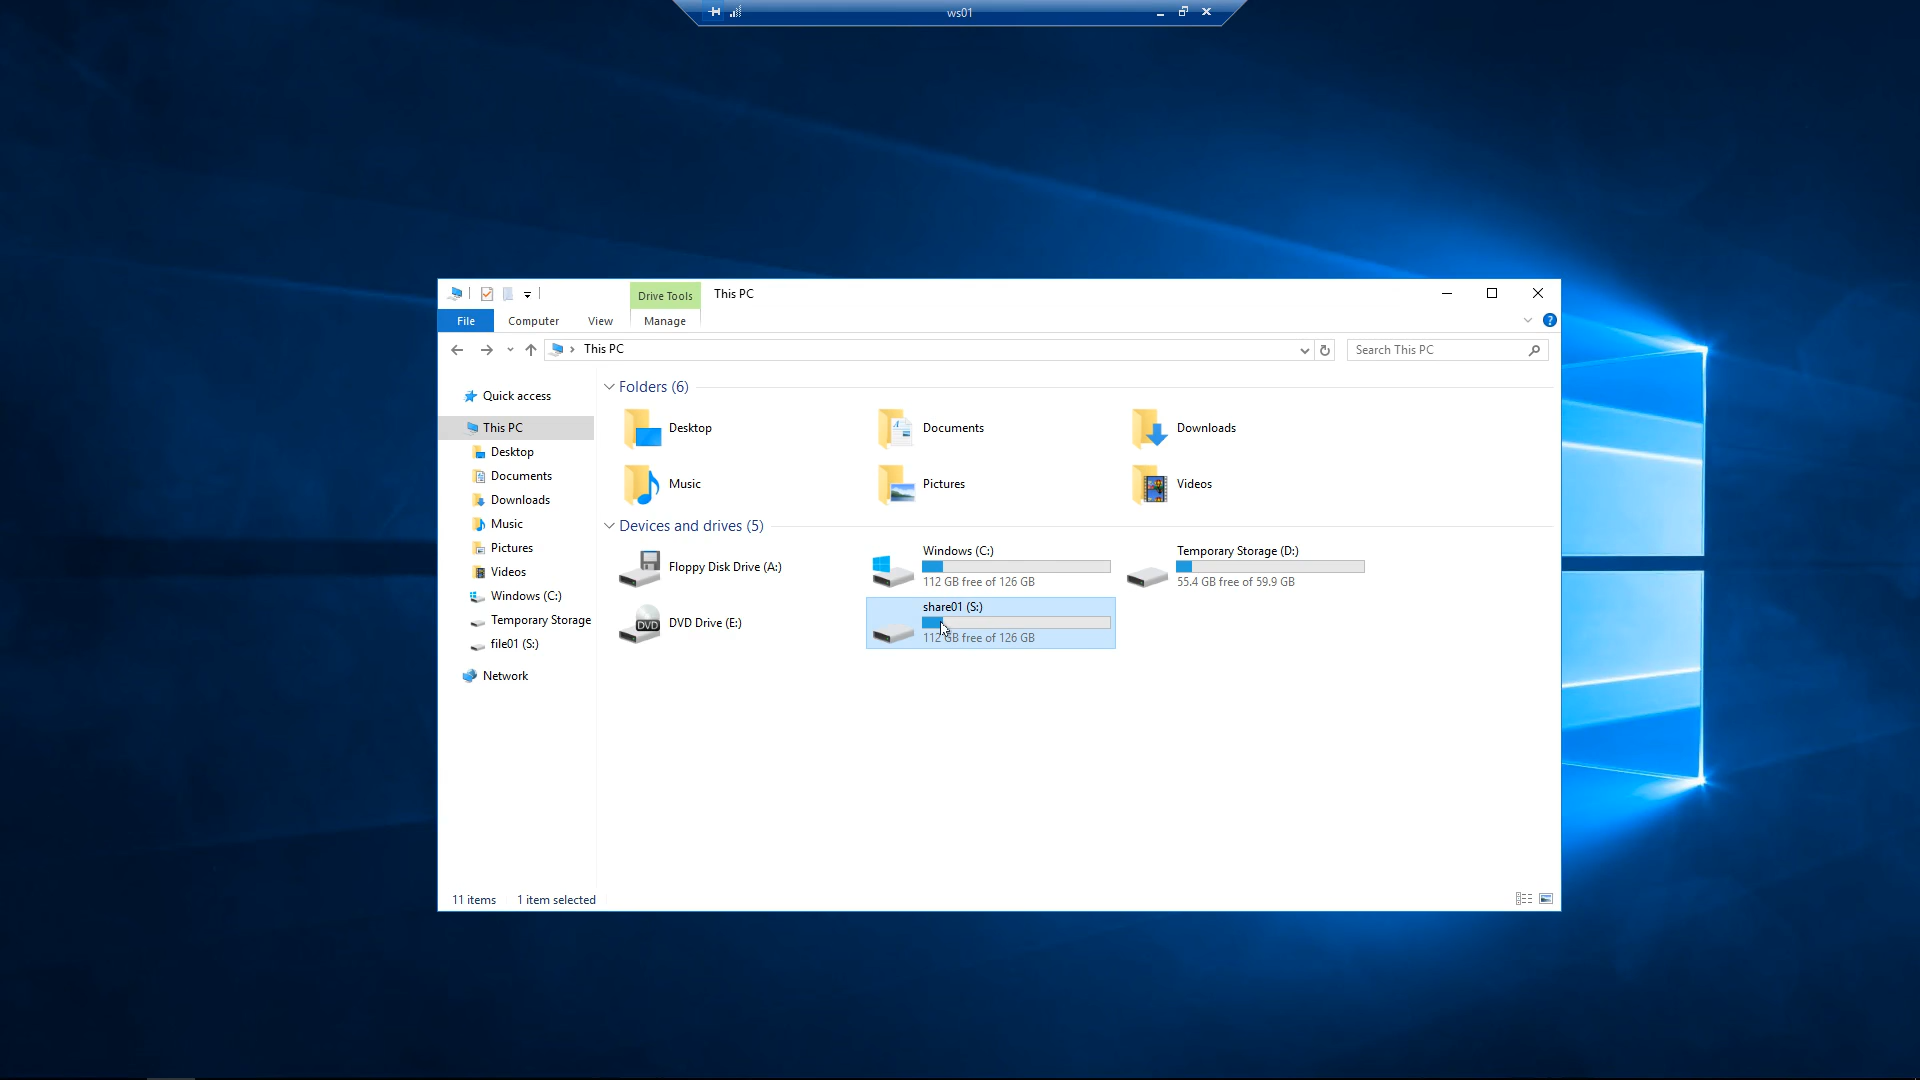 ws01
Drive Tools
This PC
File
Computer
View
Manage
?
This PC
Search This PC
Quick access
This PC
Desktop
Documents
Downloads
Music
Pictures
Videos
Windows (C:)
Temporary Storage
file01 (S:)
Network
Folders (6)
Desktop
Documents
Downloads
Music
Pictures
Videos
Devices and drives (5)
Floppy Disk Drive (A:)
Windows (C:)
112 GB free of 126 GB
Temporary Storage (D:)
55.4 GB free of 59.9 GB
DVD
DVD Drive (E:)
share01 (S:)
112 GB free of 126 GB
11 items
1 item selected